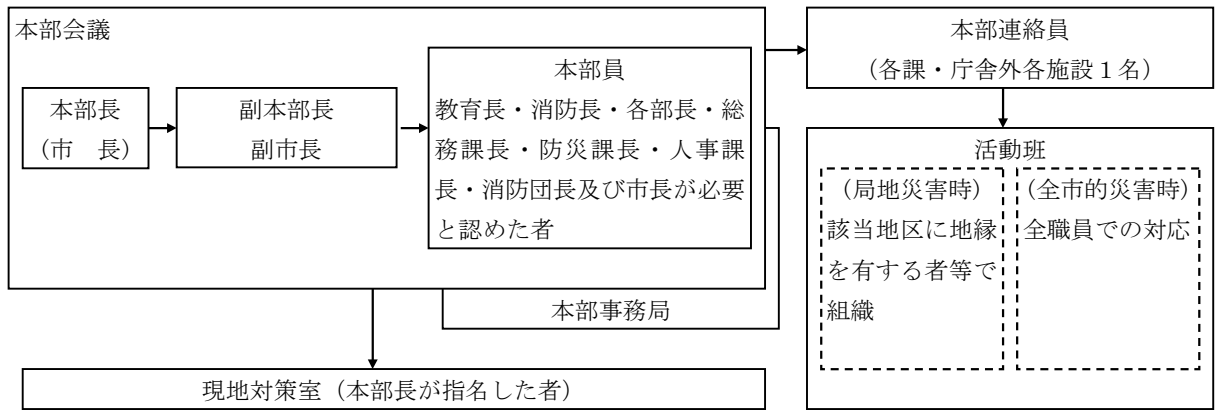 本部会議
本部長
(市　長)
副本部長
副市長
本部員
教育長・消防長・各部長・総
務課長・防災課長・人事課
長・消防団長及び市長が必要
と認めた者
本部事務局
現地対策室（本部長が指名した者）
本部連絡員
（各課・庁舎外各施設１名）
活動班
（局地災害時）
該当地区に地縁
を有する者等で
組織
（全市的災害時）
全職員での対応